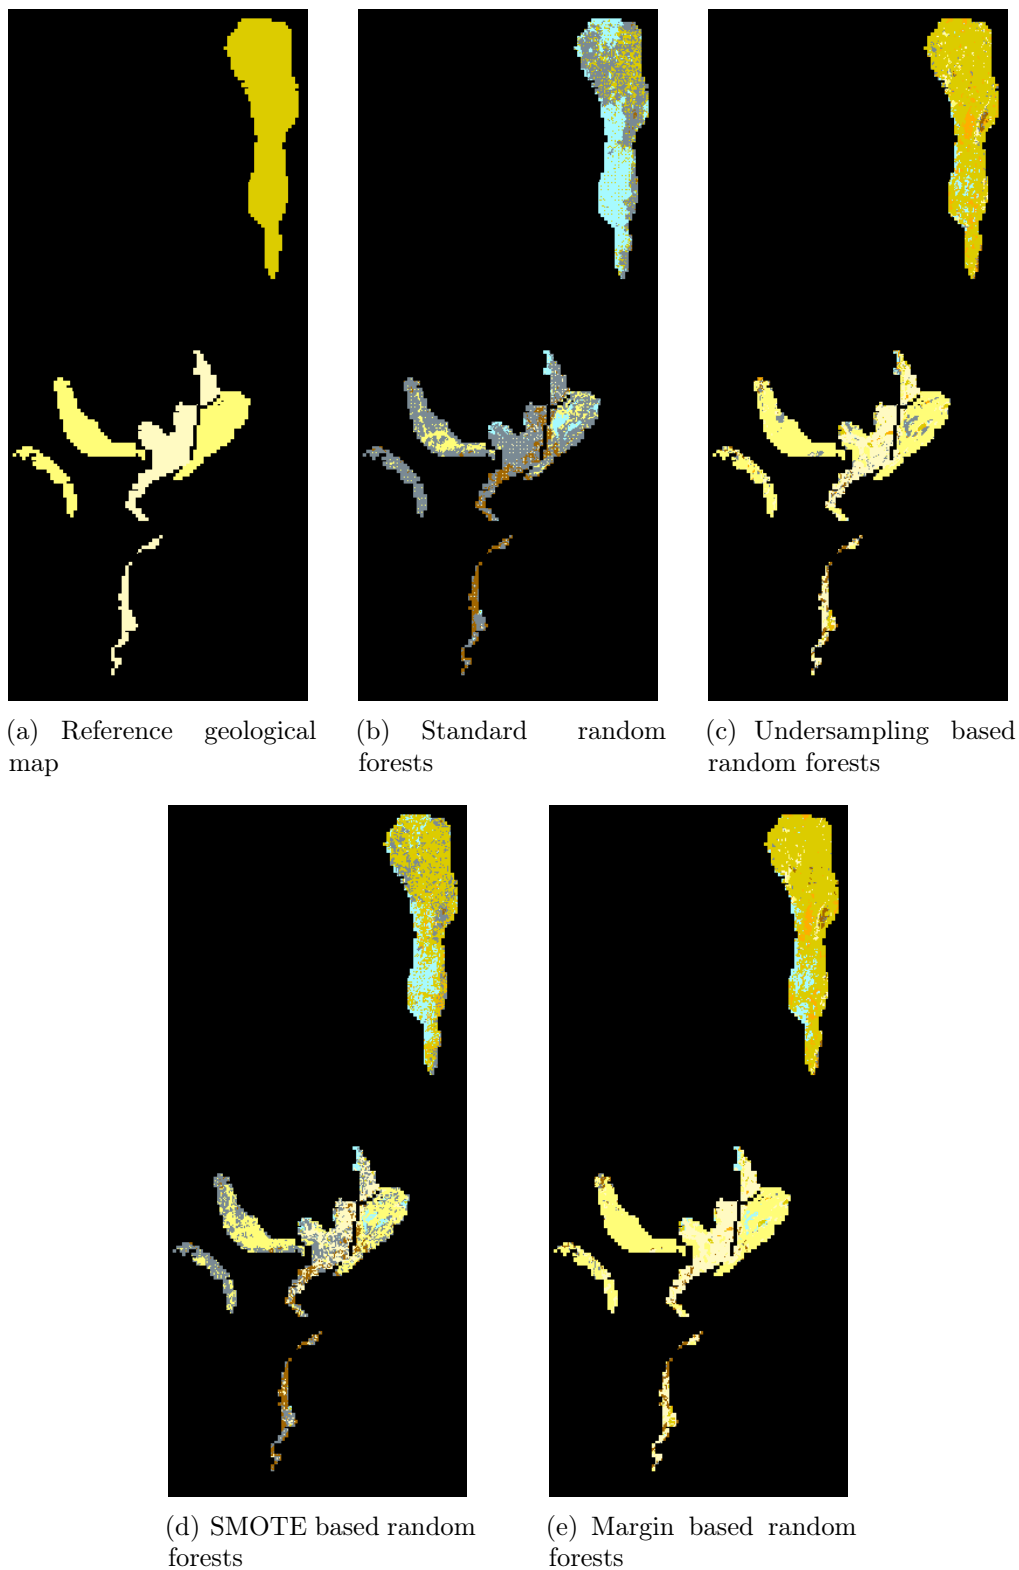 (a) Reference geological
map
(b) Standard random
forests
(c) Undersampling based
random forests
(d) SMOTE based random
forests
(e) Margin based random
forests